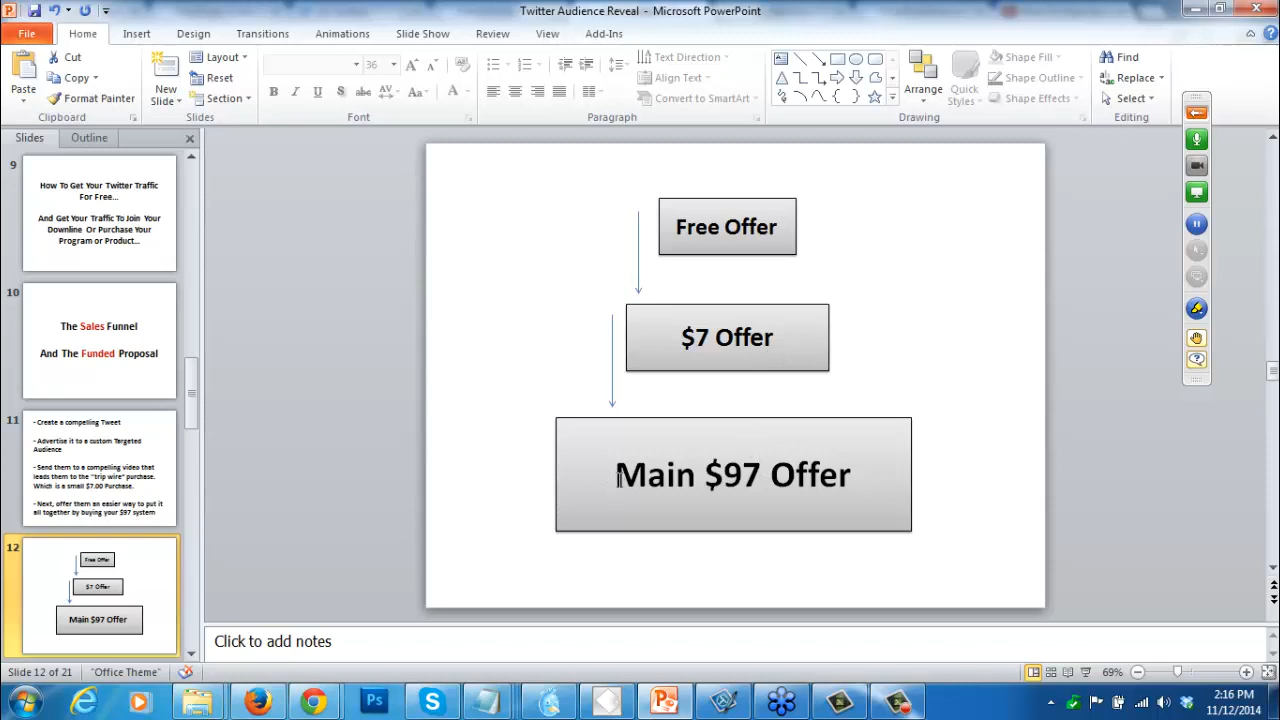 Twitter Audience Reveal - Microsoft PowerPoint
File Home Insert Design Transitions Animations Slide Show Review View Add-Ins
Paste
Cut
Copy
Format Painter
Clipboard
New
Slide
Layout
Reset
Section
Slides
36
B I U S abc AV Aa A
Font
Text Direction
Align Text
Convert to SmartArt
Paragraph
Arrange
Quick
Styles
Shape Fill
Shape Outline
Shape Effects
Drawing
Find
Replace
Select
Editing
Slides Outline
9
How To Get Your Twitter Traffic
For Free...
And Get Your Traffic To Join Your
Downline Or Purchase Your
Program or Product...
10
The Sales Funnel
And The Funded Proposal
11
- Create a compelling Tweet
- Advertise it to a custom Targeted
Audience
- Send them to a compelling video that
leads them to the "trip wire" purchase.
Which is a small $7.00 Purchase.
- Next, offer them an easier way to put it
all together by buying your $97 system
12
Free Offer
$7 Offer
Main $97 Offer
Free Offer
$7 Offer
Main $97 Offer
Click to add notes
Slide 12 of 21 "Office Theme" 69%
2:16 PM
11/12/2014